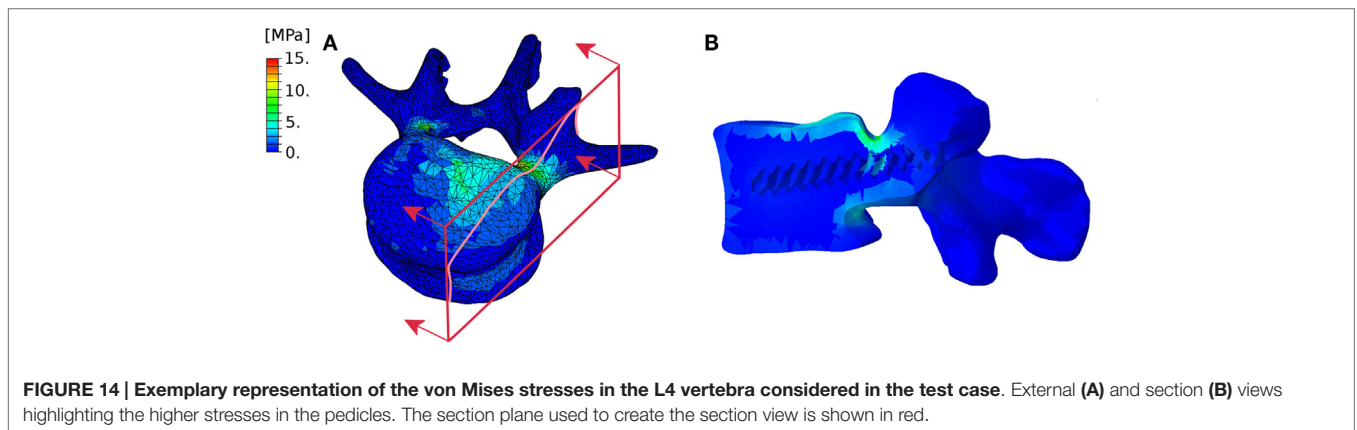 [MPa]
A
B
15.
10.
5.
0.
FIGURE 14 | Exemplary representation of the von Mises stresses in the L4 vertebra considered in the test case. External (A) and section (B) views
highlighting the higher stresses in the pedicles. The section plane used to create the section view is shown in red.